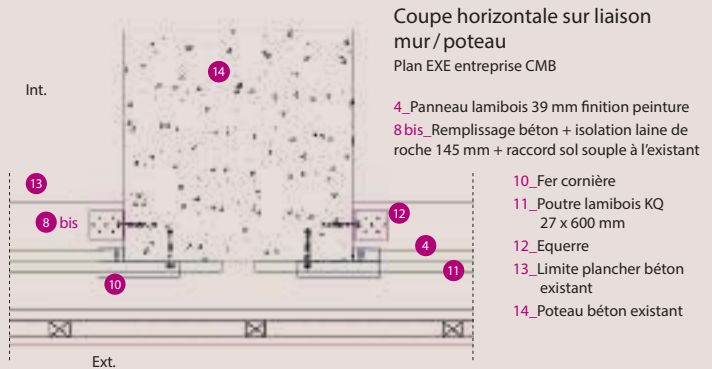 Coupe horizontale sur liaison
mur / poteau
Plan EXE entreprise CMB
4_Panneau lamibois 39 mm finition peinture
8 bis_Remplissage béton + isolation laine de
roche 145 mm + raccord sol souple à l'existant
10_Fer cornière
11_Poutre lamibois KQ
27 x 600 mm
12_Equerre
13_Limite plancher béton
existant
14_Poteau béton existant
Int.
14
13
8 bis
12
4
11
10
Ext.